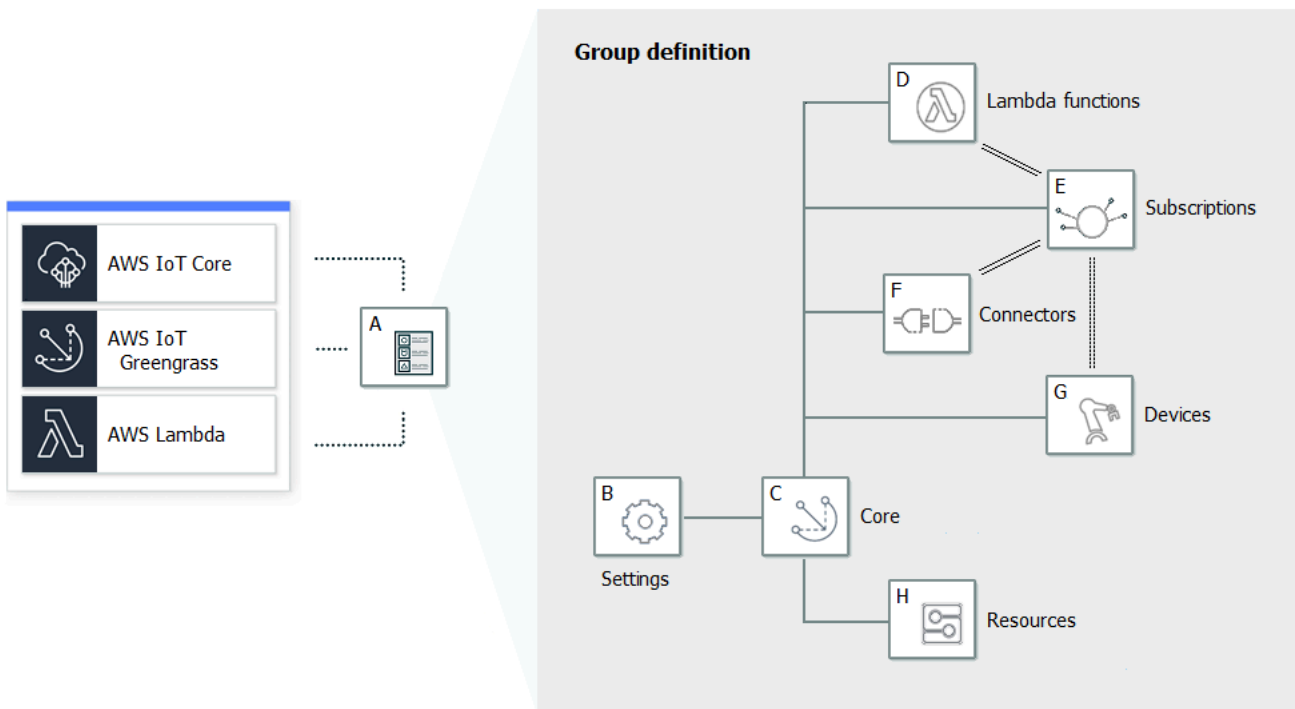 Group definition
D
Lambda functions
E
Subscriptions
AWS IoT Core
F
Connectors
A
AWS IoT
Greengrass
G
Devices
AWS Lambda
B
C
Core
Settings
H
Resources